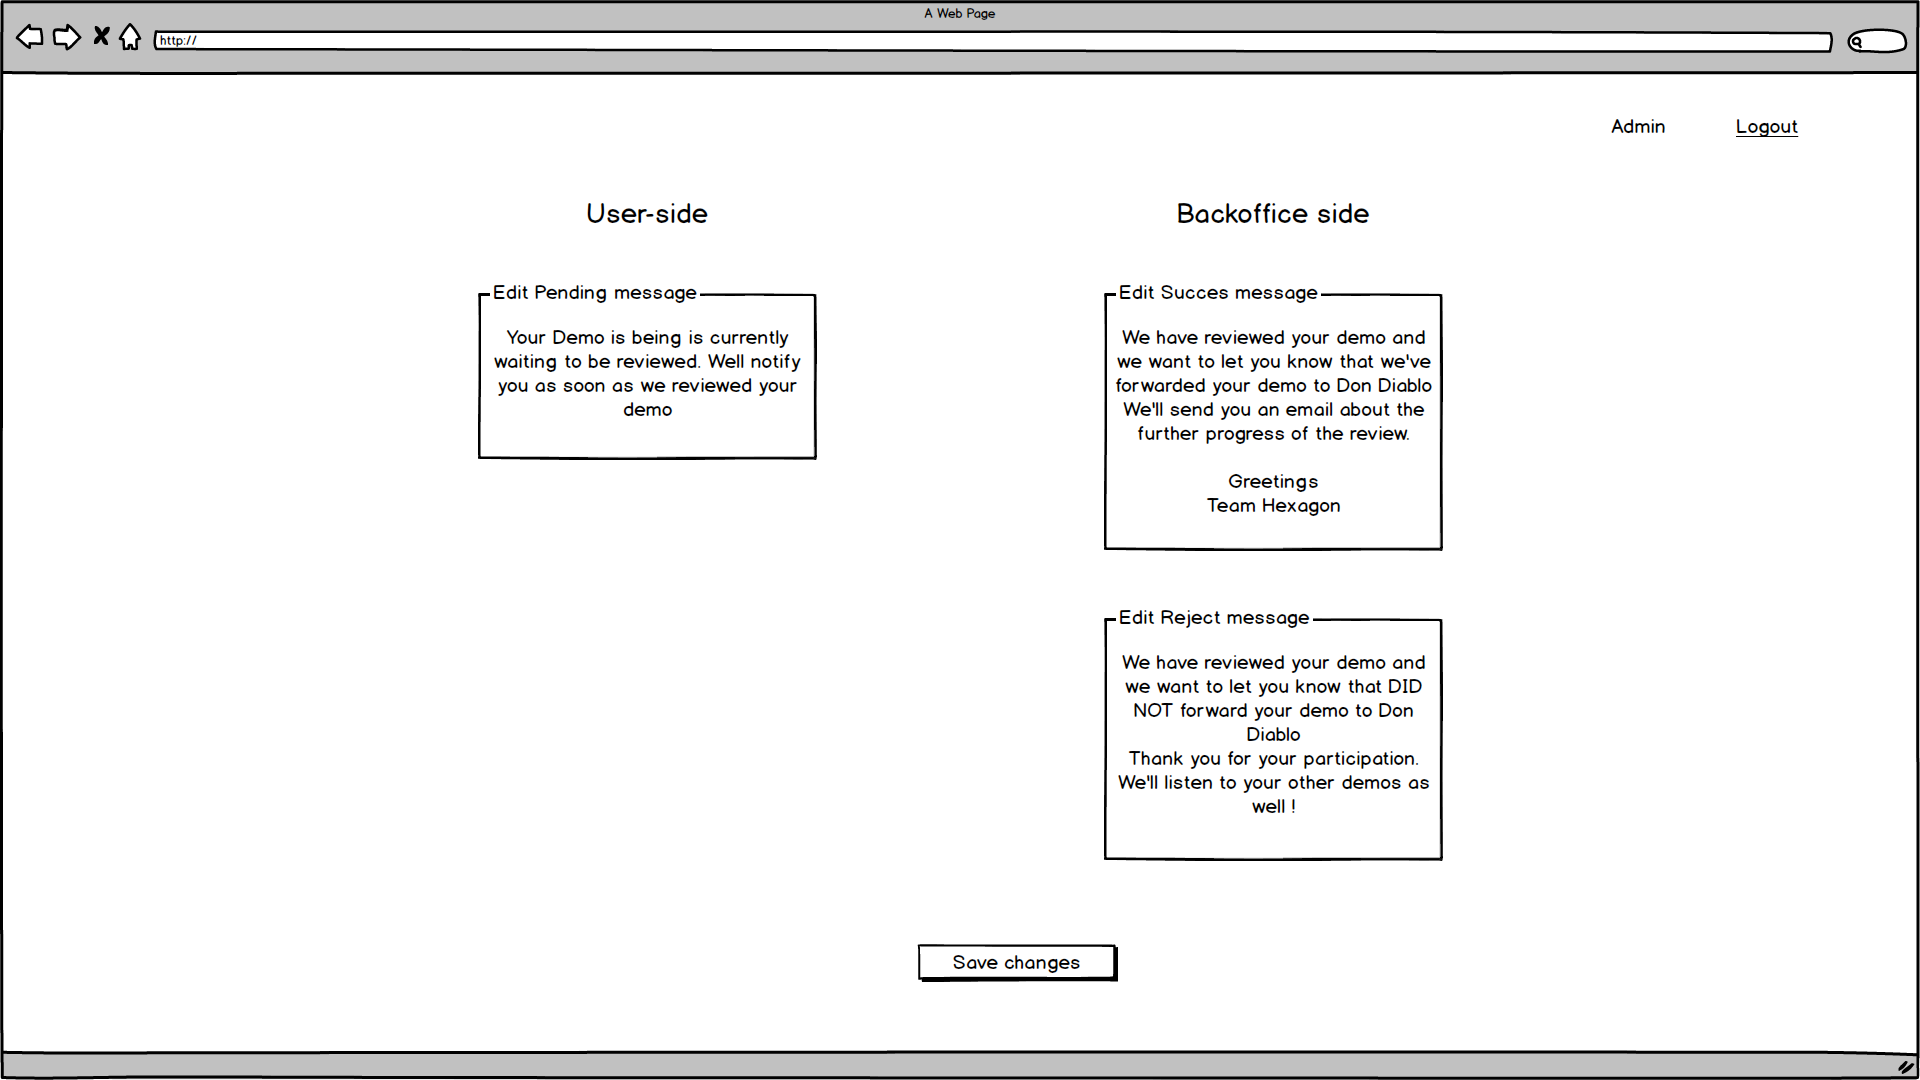 A Web Page
http://
Admin
Logout
User-side
Backoffice side
Edit Pending message
Your Demo is being is currently
waiting to be reviewed. Well notify
you as soon as we reviewed your
demo
Edit Succes message
We have reviewed your demo and
we want to let you know that we've
forwarded your demo to Don Diablo
We'll send you an email about the
further progress of the review.
Greetings
Team Hexagon
Edit Reject message
We have reviewed your demo and
we want to let you know that DID
NOT forward your demo to Don
Diablo
Thank you for your participation.
We'll listen to your other demos as
well !
Save changes